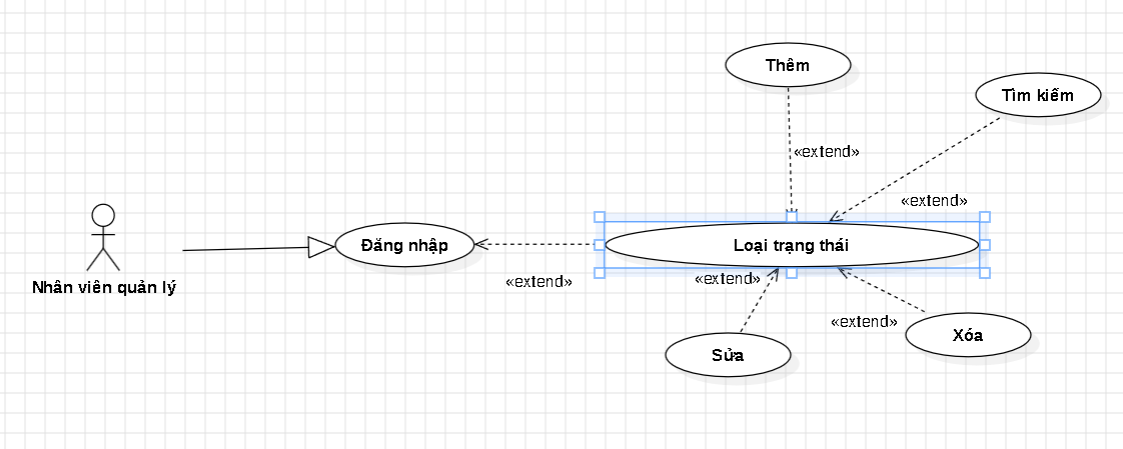 Thêm
Tìm kiếm
«extend»
«extend»
Đăng nhập
Loại trạng thái
«extend»
«extend»
Nhân viên quản lý
«extend»
Xóa
Sửa